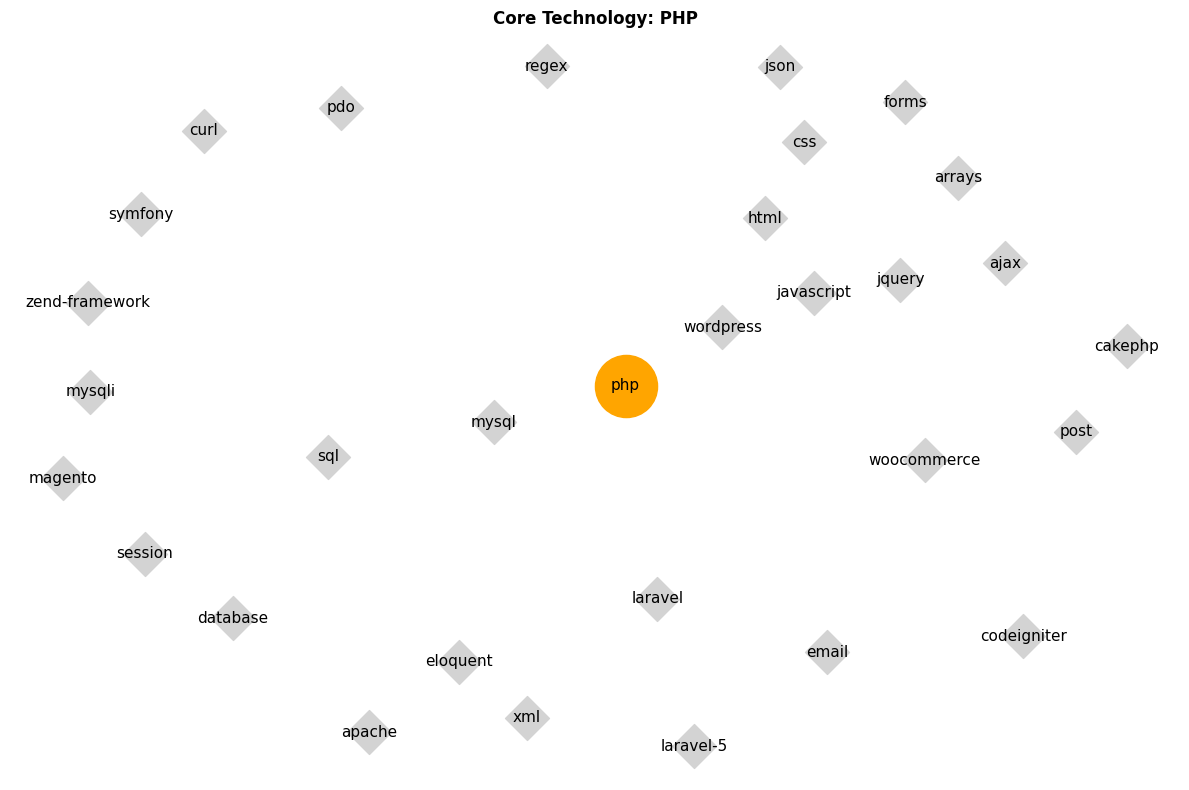 Core Technology: PHP
regex
json
forms
pdo
curl
css
arrays
symfony
html
ajax
jquery
javascript
zend-framework
wordpress
cakephp
php
mysqli
mysql
post
sql
woocommerce
magento
session
laravel
database
codeigniter
email
eloquent
xml
apache
laravel-5